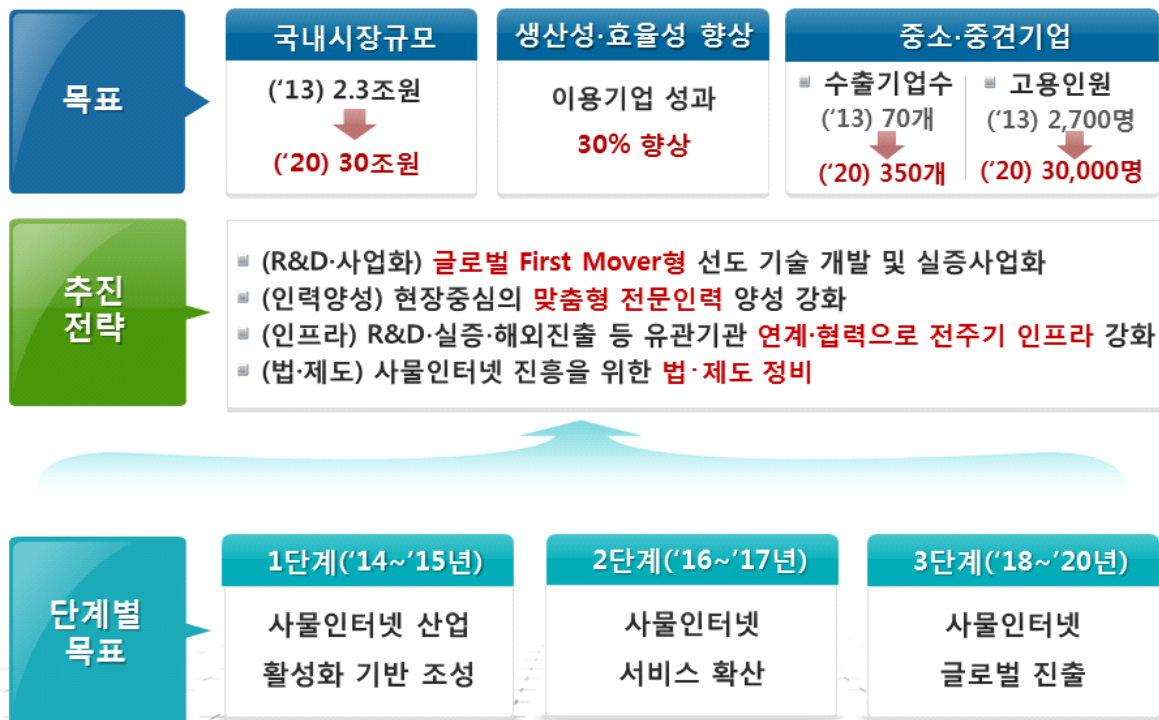 목표
국내시장규모
(‘13) 2.3조원
(‘20) 30조원
생산성·효율성 향상
이용기업 성과
30% 향상
중소·중견기업
수출기업수
(‘13) 70개
(‘20) 350개
고용인원
(‘13) 2,700명
(‘20) 30,000명
추진
전략
(R&D·사업화) 글로벌 First Mover형 선도 기술 개발 및 실증사업화
(인력양성) 현장중심의 맞춤형 전문인력 양성 강화
(인프라) R&D·실증·해외진출 등 유관기관 연계·협력으로 전주기 인프라 강화
(법·제도) 사물인터넷 진흥을 위한 법·제도 정비
단계별
목표
1단계(‘14~’15년)
사물인터넷 산업
활성화 기반 조성
2단계(‘16~’17년)
사물인터넷
서비스 확산
3단계(‘18~’20년)
사물인터넷
글로벌 진출